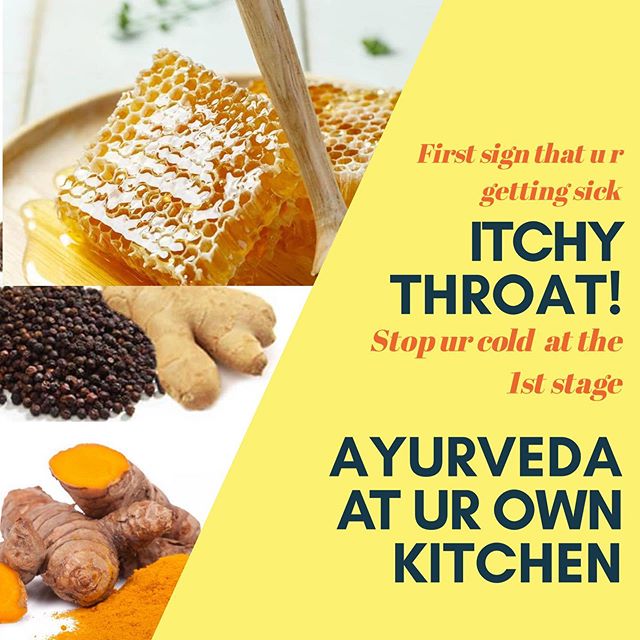 First sign that u r
getting sick
ITCHY
THROAT!
Stop ur cold at the
1st stage
AYURVEDA
AT UR OWN
KITCHEN